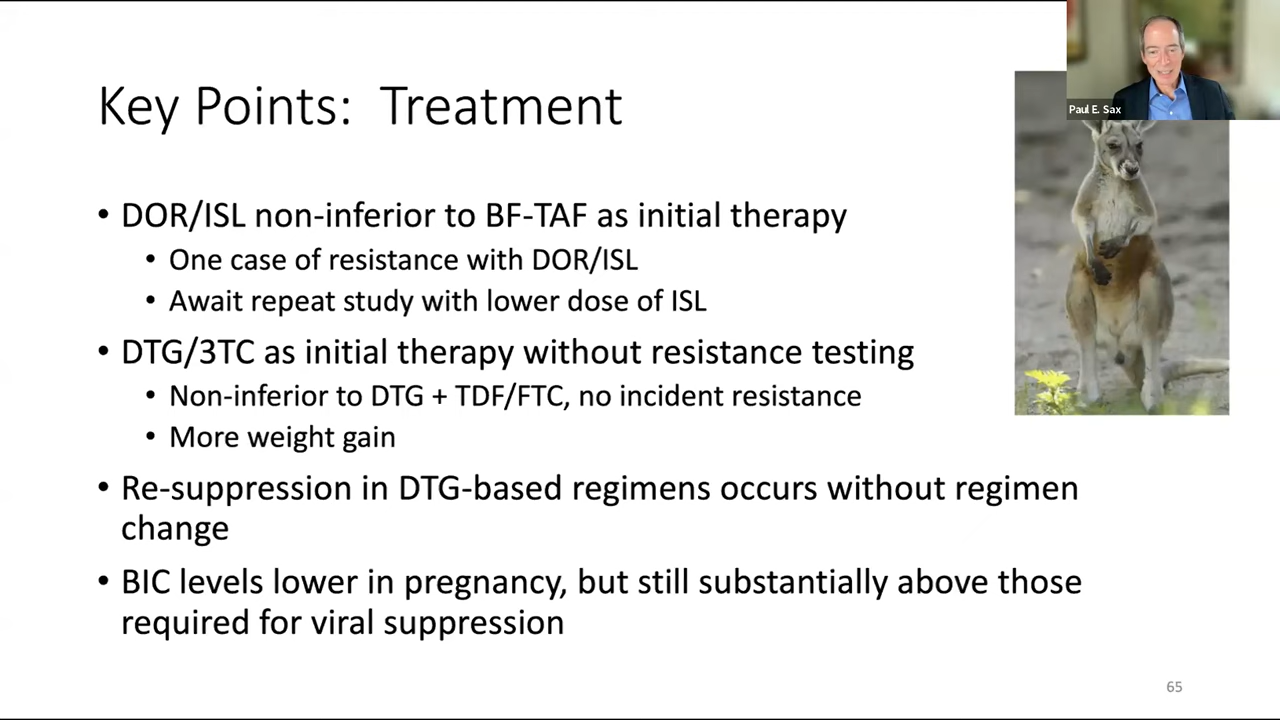 Paul E. Sax
Key Points: Treatment
• DOR/ISL non-inferior to BF-TAF as initial therapy
• One case of resistance with DOR/ISL
• Await repeat study with lower dose of ISL
• DTG/3TC as initial therapy without resistance testing
• Non-inferior to DTG + TDF/FTC, no incident resistance
• More weight gain
• Re-suppression in DTG-based regimens occurs without regimen
change
• BIC levels lower in pregnancy, but still substantially above those
required for viral suppression
65